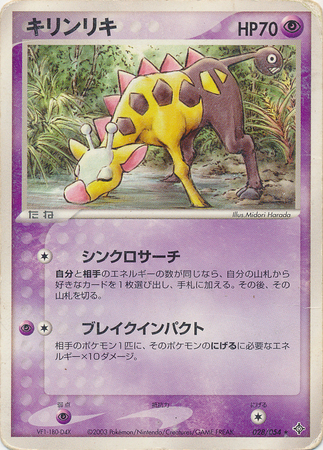 キリンリキ HP70
Illus.Midori Harada
たね
シンクロサーチ
自分と相手のエネルギーの数が同じなら、自分の山札から
好きなカードを1枚選び出し、手札に加える。その後、その
山札を切る。
ブレイクインパクト
相手のポケモン1匹に、そのポケモンのにげるに必要なエネ
ルギー×10ダメージ。
弱点 抵抗力 にげる
©2003 Pokémon/Nintendo/Creatures/GAME FREAK. 028/054